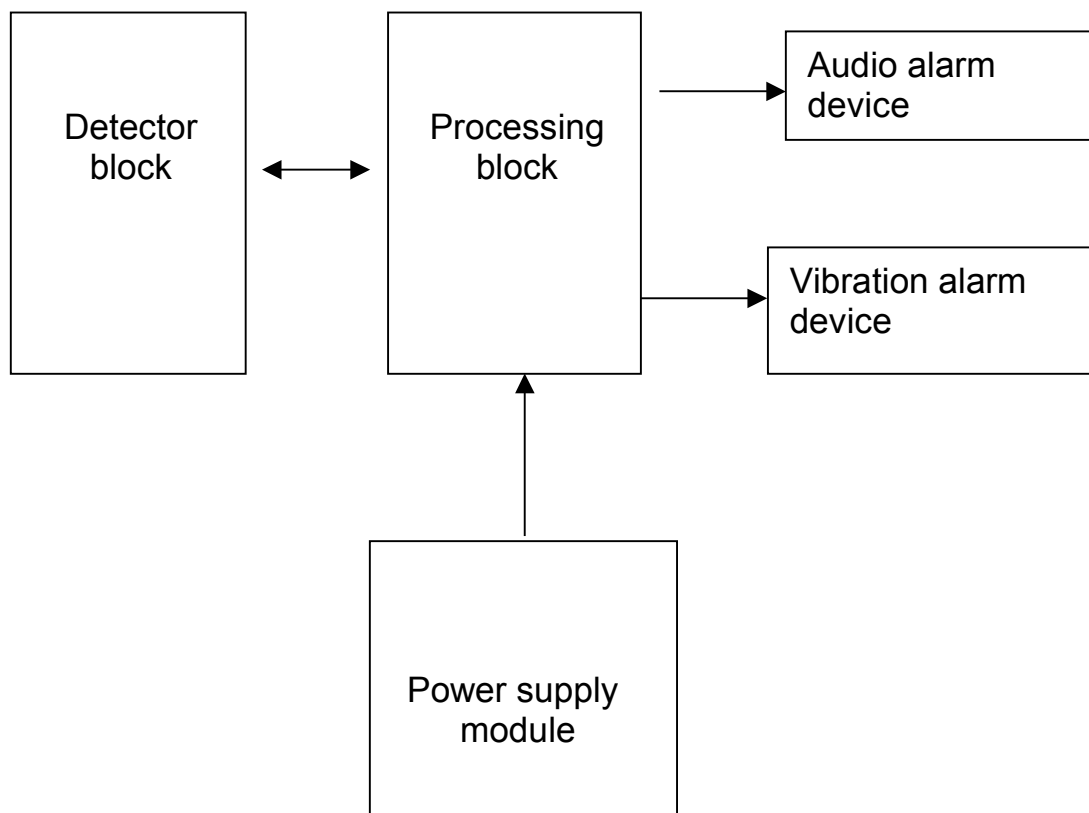 Detector
block
Processing
block
Audio alarm
device
Vibration alarm
device
Power supply
module